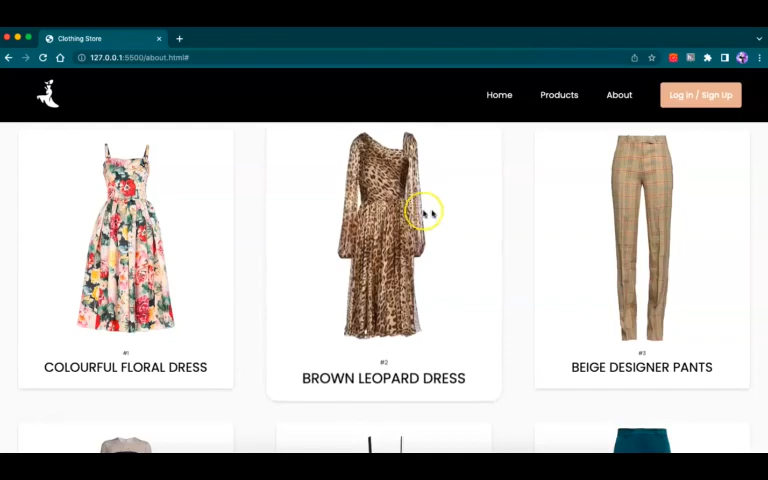 Clothing Store
127.0.0.1:5500/about.html#
Home
Products
About
Log in / Sign Up
#1
COLOURFUL FLORAL DRESS
#2
BROWN LEOPARD DRESS
#3
BEIGE DESIGNER PANTS